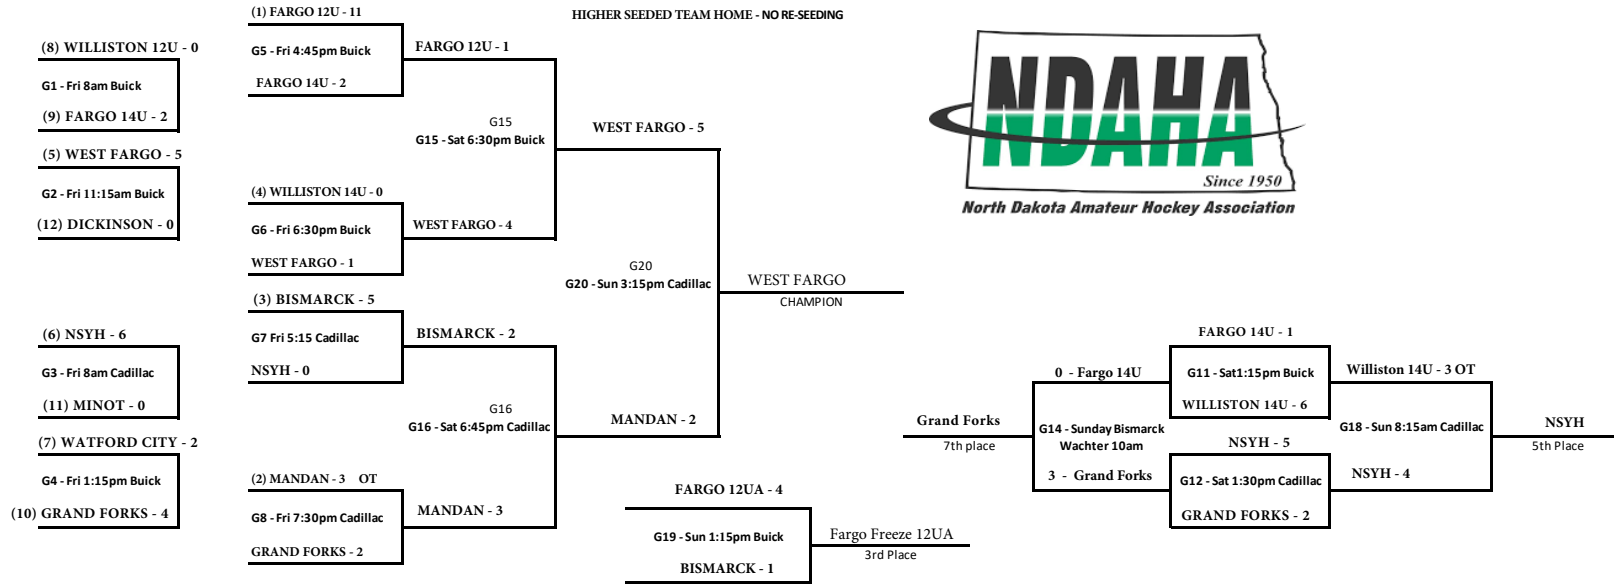 HIGHER SEEDED TEAM HOME - NO RE-SEEDING
(8) WILLISTON 12U - 0
G1 - Fri 8am Buick
(9) FARGO 14U - 2
(5) WEST FARGO - 5
G2 - Fri 11:15am Buick
(12) DICKINSON - 0
(6) NSYH - 6
G3 - Fri 8am Cadillac
(11) MINOT - 0
(7) WATFORD CITY - 2
G4 - Fri 1:15pm Buick
(10) GRAND FORKS - 4
(1) FARGO 12U - 11
G5 - Fri 4:45pm Buick
FARGO 14U - 2
(4) WILLISTON 14U - 0
G6 - Fri 6:30pm Buick
WEST FARGO - 1
(3) BISMARCK - 5
G7 Fri 5:15 Cadillac
NSYH - 0
(2) MANDAN - 3 OT
G8 - Fri 7:30pm Cadillac
GRAND FORKS - 2
FARGO 12U - 1
G15
G15 - Sat 6:30pm Buick
WEST FARGO - 4
BISMARCK - 2
G16
G16 - Sat 6:45pm Cadillac
MANDAN - 3
WEST FARGO - 5
G20
G20 - Sun 3:15pm Cadillac
MANDAN - 2
WEST FARGO
CHAMPION
FARGO 12UA - 4
G19 - Sun 1:15pm Buick
BISMARCK - 1
Fargo Freeze 12UA
3rd Place
NDAHA
Since 1950
North Dakota Amateur Hockey Association
FARGO 14U - 1
G11 - Sat1:15pm Buick
WILLISTON 14U - 6
NSYH - 5
G12 - Sat 1:30pm Cadillac
GRAND FORKS - 2
0 - Fargo 14U
G14 - Sunday Bismarck
Wachter 10am
3 - Grand Forks
Grand Forks
7th place
Williston 14U - 3 OT
G18 - Sun 8:15am Cadillac
NSYH - 4
NSYH
5th Place